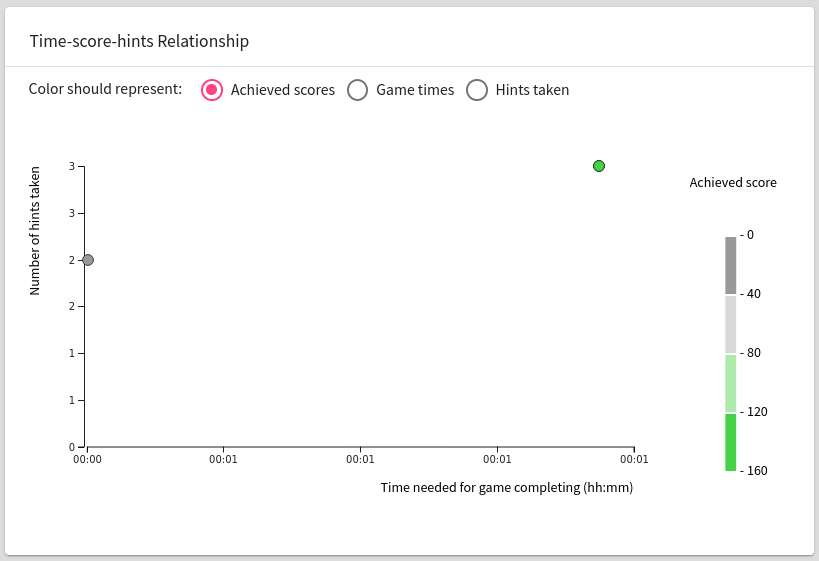 Time-score-hints Relationship
Color should represent: Achieved scores Game times Hints taken
Number of hints taken
3
3
2
2
1
1
0
00:00 00:01 00:01 00:01 00:01
Time needed for game completing (hh:mm)
Achieved score
- 0
- 40
- 80
- 120
- 160